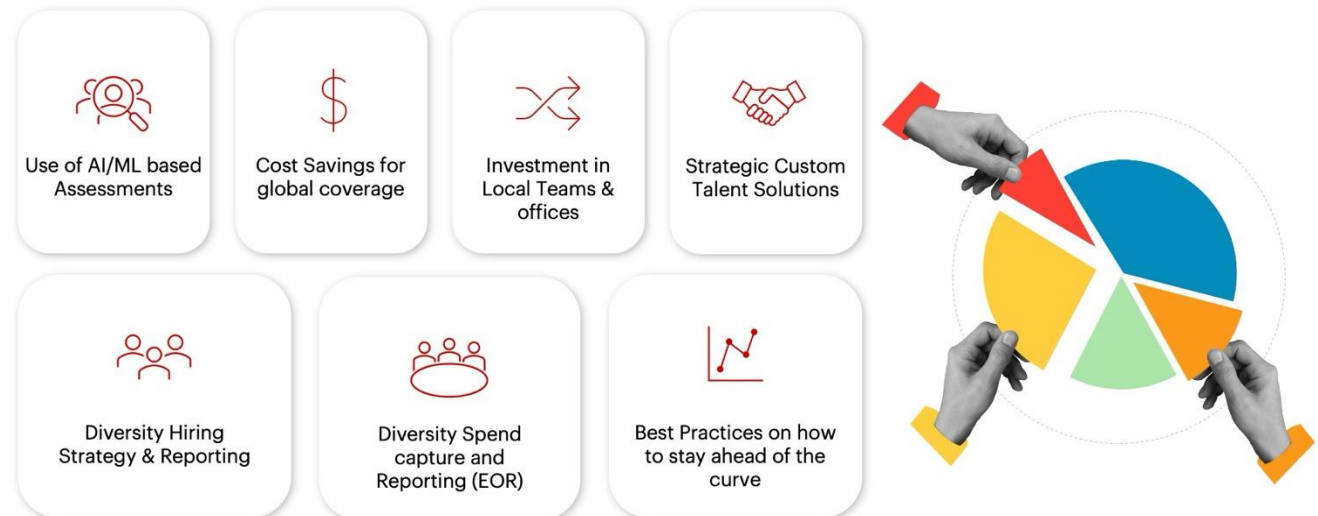 Use of AI/ML based
Assessments
Cost Savings for
global coverage
Investment in
Local Teams &
offices
Strategic Custom
Talent Solutions
Diversity Hiring
Strategy & Reporting
Diversity Spend
capture and
Reporting (EOR)
Best Practices on how
to stay ahead of the
curve